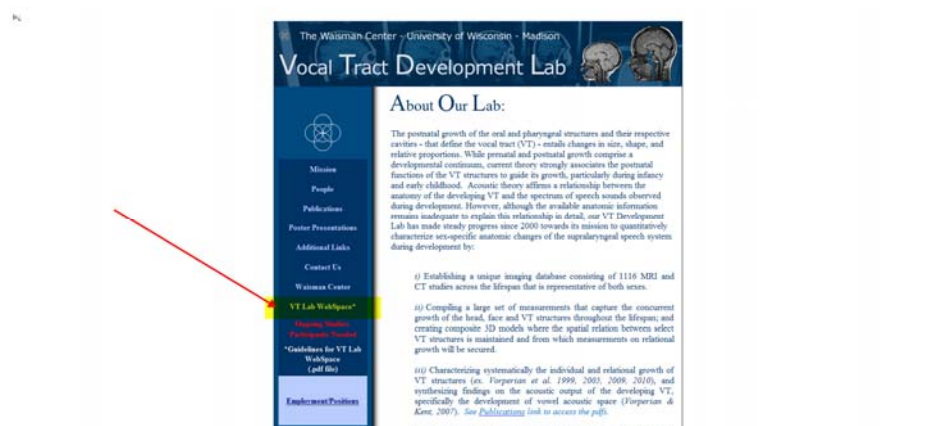 The Waisman Center - University of Wisconsin - Madison
Vocal Tract Development Lab
Mission
People
Publications
Poster Presentations
Additional Links
Contact Us
Waisman Center
VT Lab WebSpace*
Ongoing Studies
Participants Needed
*Guidelines for VT Lab
WebSpace
(.pdf file)
Employment/Positions
About Our Lab:
The postnatal growth of the oral and pharyngeal structures and their respective
cavities - that define the vocal tract (VT) - entails changes in size, shape, and
relative proportions. While prenatal and postnatal growth comprise a
developmental continuum, current theory strongly associates the postnatal
functions of the VT structures to guide its growth, particularly during infancy
and early childhood. Acoustic theory affirms a relationship between the
anatomy of the developing VT and the spectrum of speech sounds observed
during development. However, although the available anatomic information
remains inadequate to explain this relationship in detail, our VT Development
Lab has made steady progress since 2000 towards its mission to quantitatively
characterize sex-specific anatomic changes of the supralaryngeal speech system
during development by:
i) Establishing a unique imaging database consisting of 1116 MRI and
CT studies across the lifespan that is representative of both sexes.
ii) Compiling a large set of measurements that capture the concurrent
growth of the head, face and VT structures throughout the lifespan; and
creating composite 3D models where the spatial relation between select
VT structures is maintained and from which measurements on relational
growth will be secured.
iii) Characterizing systematically the individual and relational growth of
VT structures (ex. Vorperian et al. 1999, 2005, 2009, 2010), and
synthesizing findings on the acoustic output of the developing VT,
specifically the development of vowel acoustic space (Vorperian &
Kent, 2007). See Publications link to access the pdfs.